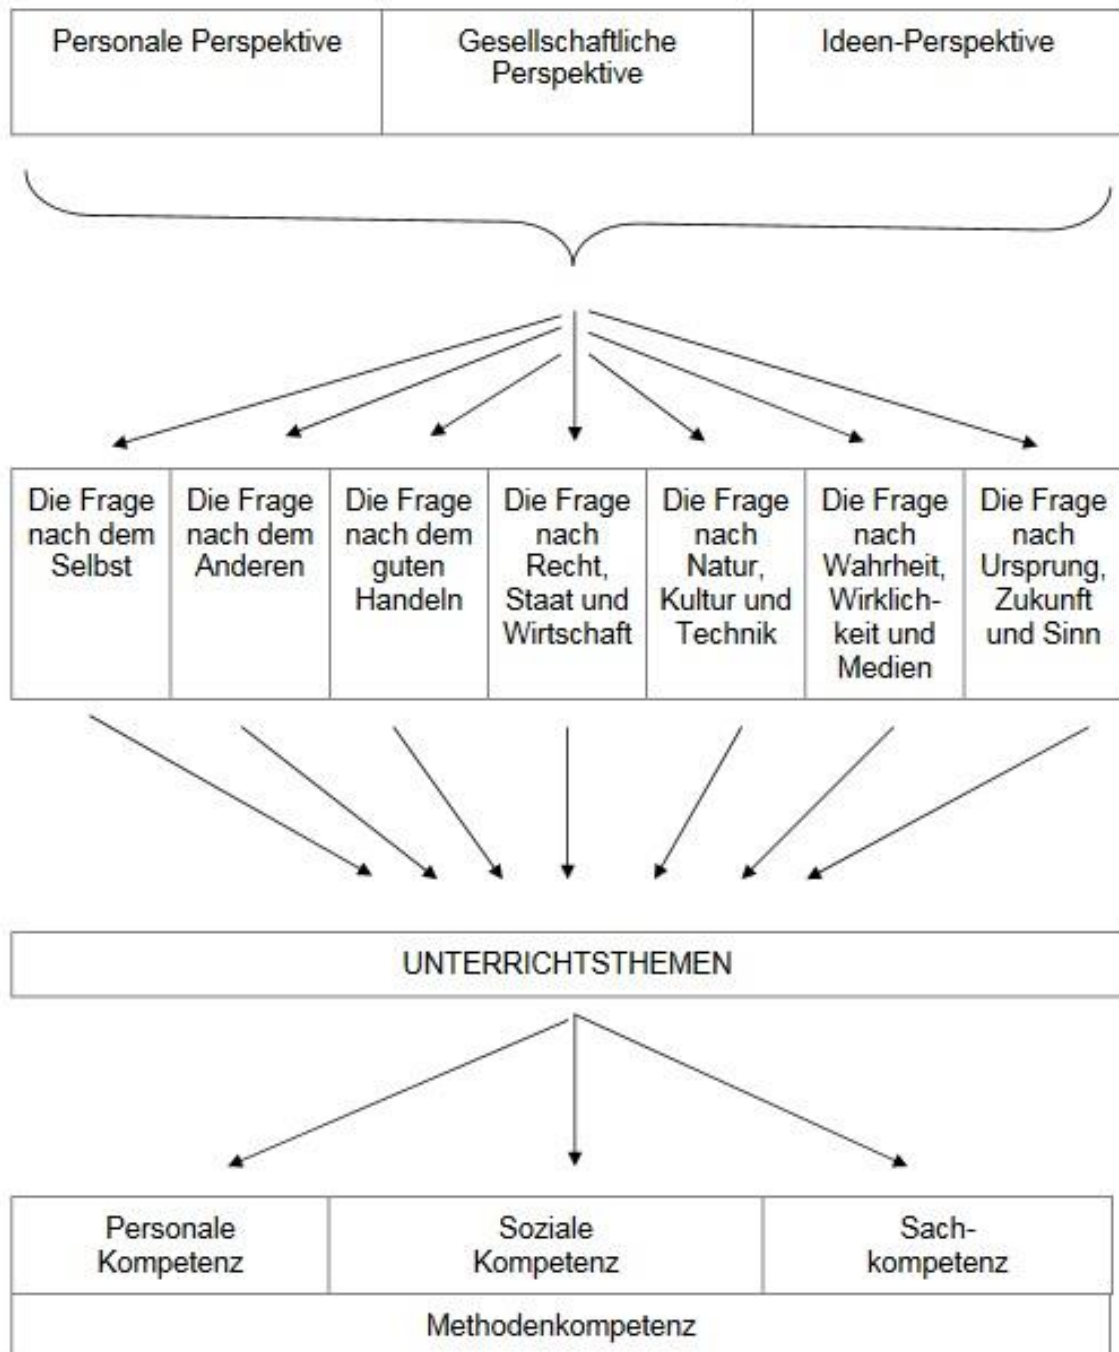 Personale Perspektive
Gesellschaftliche
Perspektive
Ideen-Perspektive
Die Frage
nach dem
Selbst
Die Frage
nach dem
Anderen
Die Frage
nach dem
guten
Handeln
Die Frage
nach
Recht,
Staat und
Wirtschaft
Die Frage
nach
Natur,
Kultur und
Technik
Die Frage
nach
Wahrheit,
Wirklich-
keit und
Medien
Die Frage
nach
Ursprung,
Zukunft
und Sinn
UNTERRICHTSTHEMEN
Personale
Kompetenz
Soziale
Kompetenz
Sach-
kompetenz
Methodenkompetenz